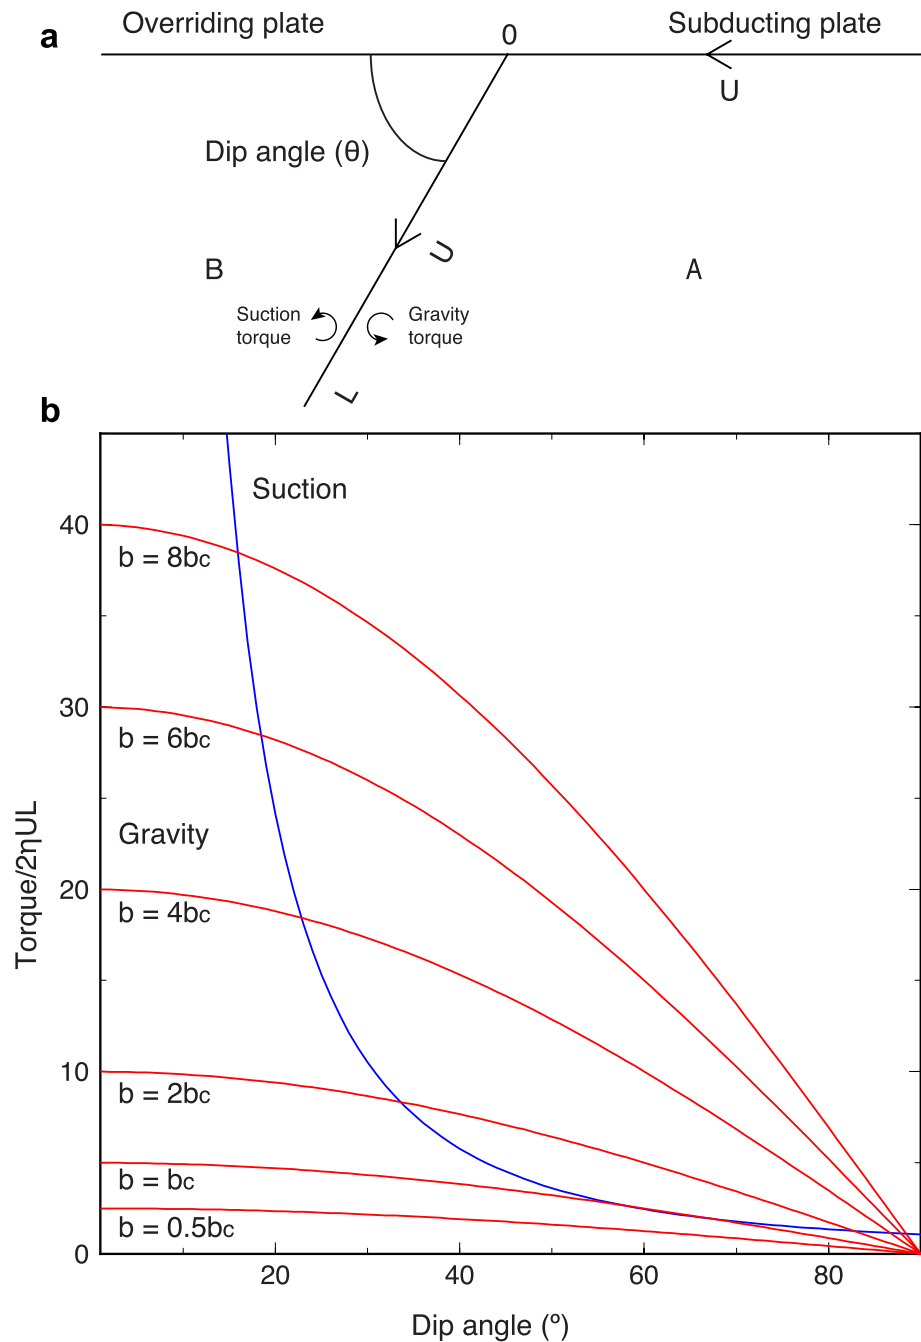 a
Overriding plate
0
Subducting plate
U
Dip angle (θ)
U
B
A
Suction
torque
Gravity
torque
L
b
Suction
40
b = 8bc
30
b = 6bc
Gravity
20
b = 4bc
10
b = 2bc
b = bc
b = 0.5bc
0
20
40
60
80
Torque/2ηUL
Dip angle (º)